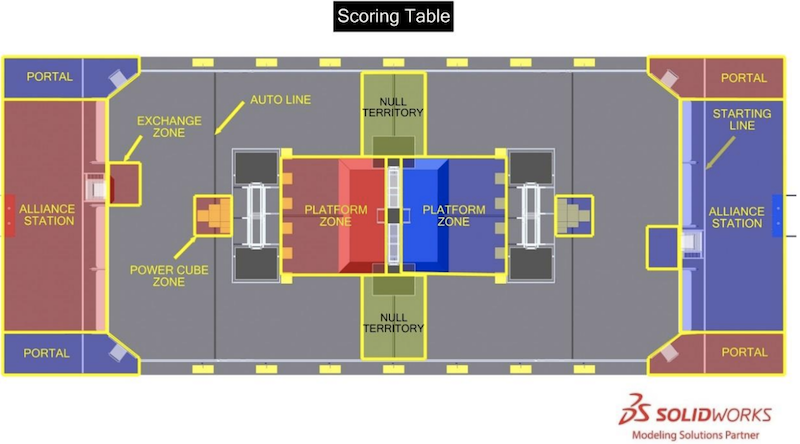 Scoring Table
PORTAL
PORTAL
AUTO LINE
NULL
TERRITORY
EXCHANGE
ZONE
STARTING
LINE
ALLIANCE
STATION
PLATFORM
ZONE
PLATFORM
ZONE
ALLIANCE
STATION
POWER CUBE
ZONE
NULL
TERRITORY
PORTAL
PORTAL
SOLIDWORKS
Modeling Solutions Partner